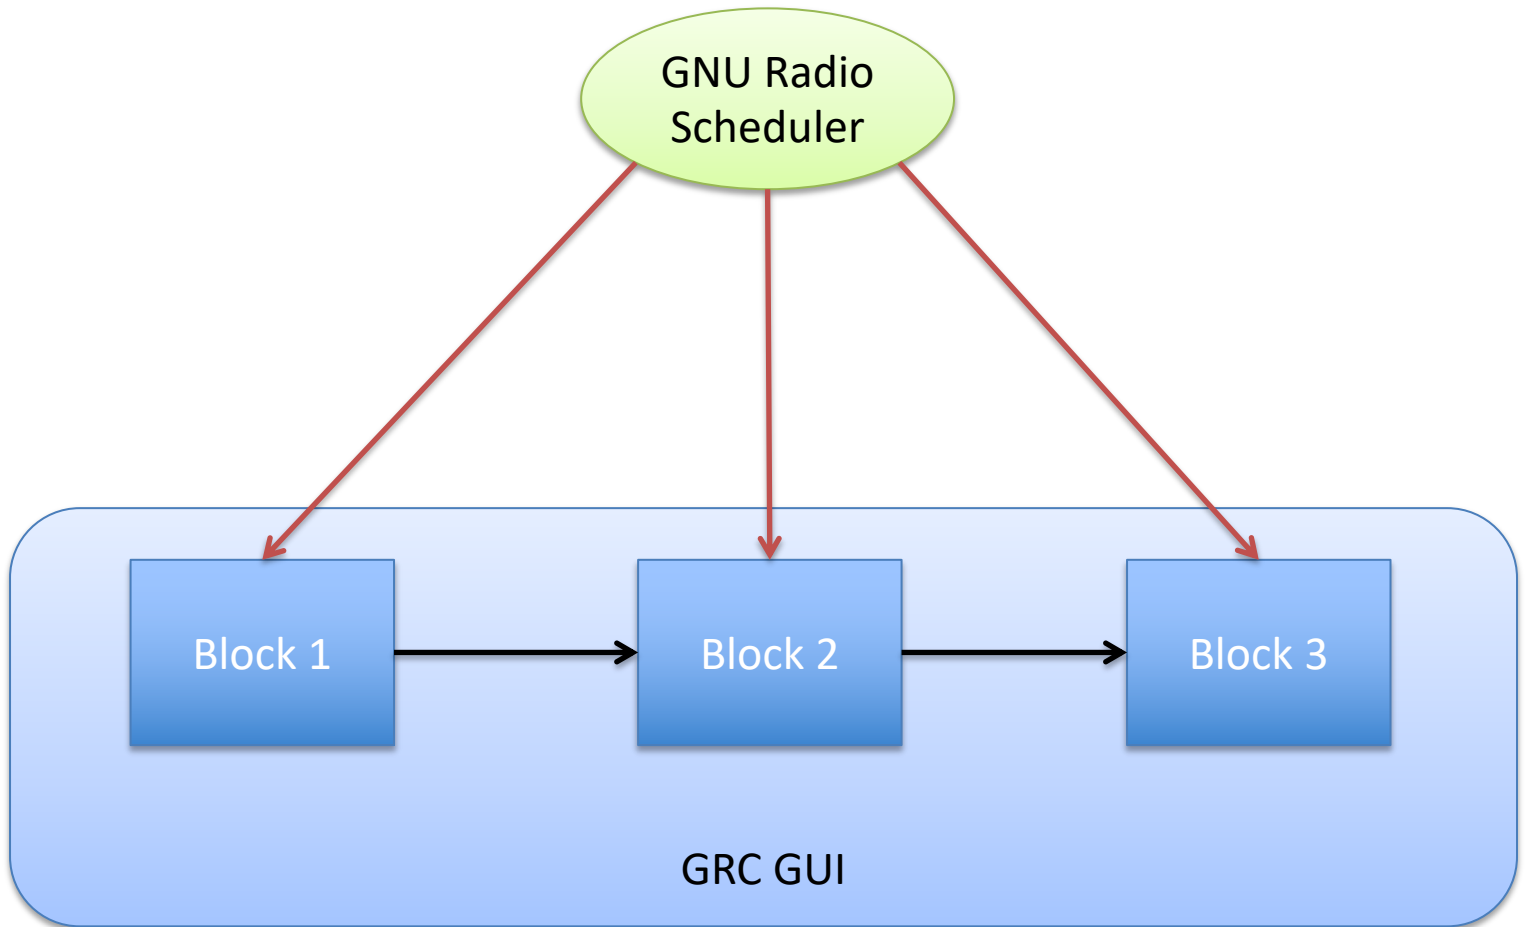 GNU Radio
Scheduler
Block 1
Block 2
Block 3
GRC GUI